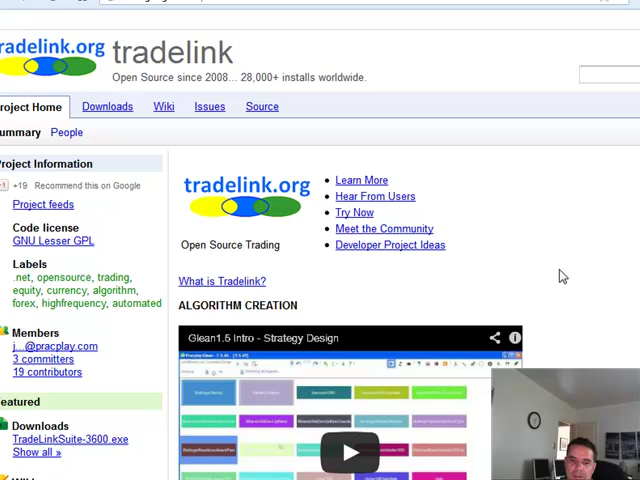 tradelink.org
tradelink
Open Source since 2008... 28,000+ installs worldwide.
Project Home
Downloads
Wiki
Issues
Source
Summary
People
Project Information
+19 Recommend this on Google
Project feeds
Code license
GNU Lesser GPL
Labels
.net, opensource, trading,
equity, currency, algorithm,
forex, highfrequency, automated
Members
j...@pracplay.com
3 committers
19 contributors
Featured
Downloads
TradeLinkSuite-3600.exe
Show all »
tradelink.org
Open Source Trading
Learn More
Hear From Users
Try Now
Meet the Community
Developer Project Ideas
What is Tradelink?
ALGORITHM CREATION
Glean1.5 Intro - Strategy Design